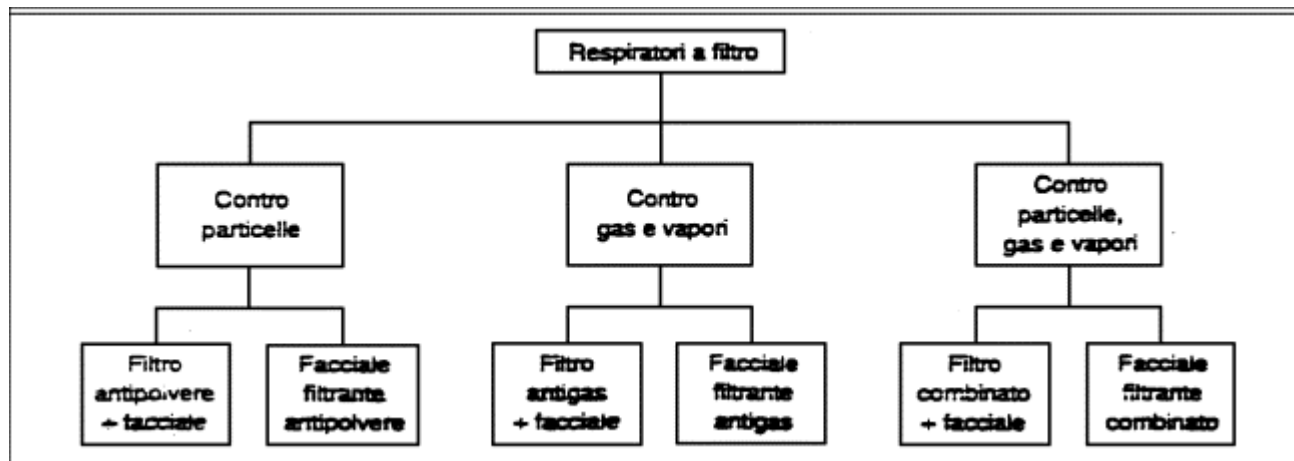 Respiratori a filtro
Contro
particelle
Contro
gas e vapori
Contro
particelle,
gas e vapori
Filtro
antipolvere
+ facciale
Facciale
filtrante
antipolvere
Filtro
antigas
+ facciale
Facciale
filtrante
antigas
Filtro
combinato
+ facciale
Facciale
filtrante
combinato